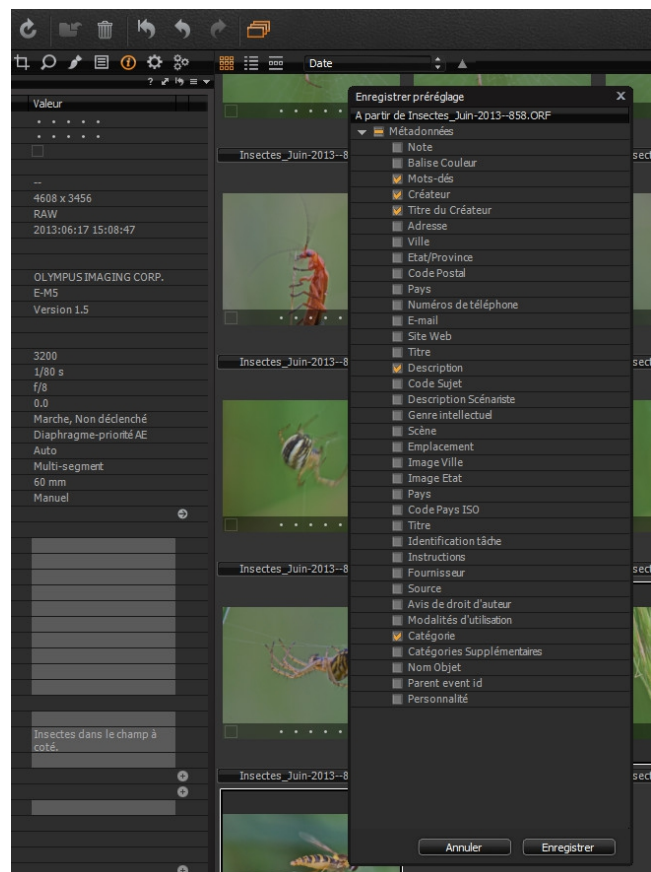 Date
? 
Valeur
--
4608 x 3456
RAW
2013:06:17 15:08:47
OLYMPUS IMAGING CORP.
E-M5
Version 1.5
3200
1/80 s
f/8
0.0
Marche, Non déclenché
Diaphragme-priorité AE
Auto
Multi-segment
60 mm
Manuel
Insectes dans le champ à
coté.
Insectes_Juin-2013--8
Insectes_Juin-2013--8
Insectes_Juin-2013--8
Insectes_Juin-2013--8
Enregistrer préréglage
X
A partir de Insectes_Juin-2013--858.ORF
Métadonnées
Note
Balise Couleur
Mots-clés
Créateur
Titre du Créateur
Adresse
Ville
Etat/Province
Code Postal
Pays
Numéros de téléphone
E-mail
Site Web
Titre
Description
Code Sujet
Description Scénariste
Genre intellectuel
Scène
Emplacement
Image Ville
Image Etat
Pays
Code Pays ISO
Titre
Identification tâche
Instructions
Fournisseur
Source
Avis de droit d'auteur
Modalités d'utilisation
Catégorie
Catégories Supplémentaires
Nom Objet
Parent event id
Personnalité
Annuler
Enregistrer
sect
sect
sect
sect